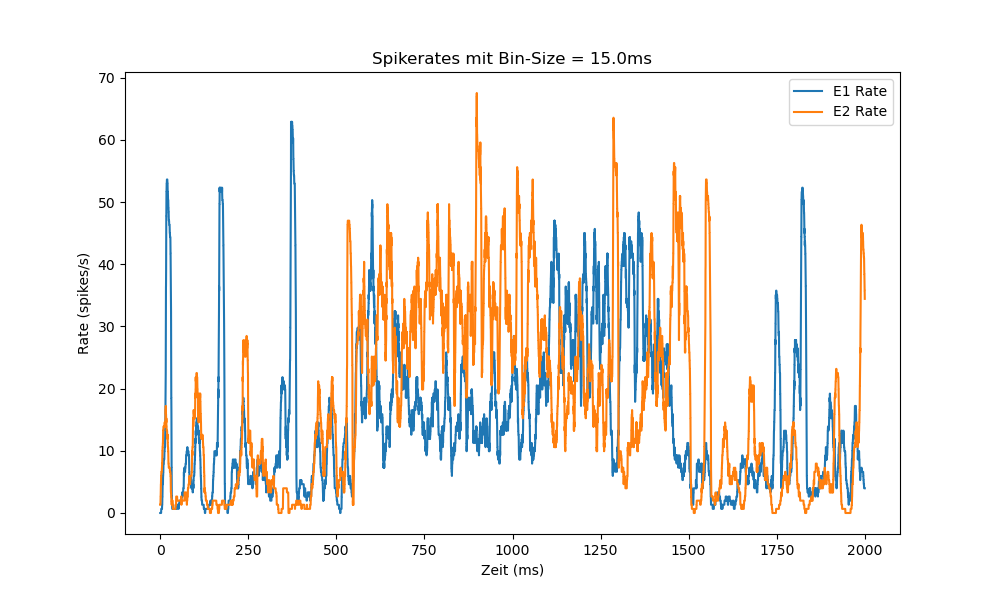 Spikerates mit Bin-Size = 15.0ms
E1 Rate
E2 Rate
Rate (spikes/s)
70
60
50
40
30
20
10
0
0 250 500 750 1000 1250 1500 1750 2000
Zeit (ms)